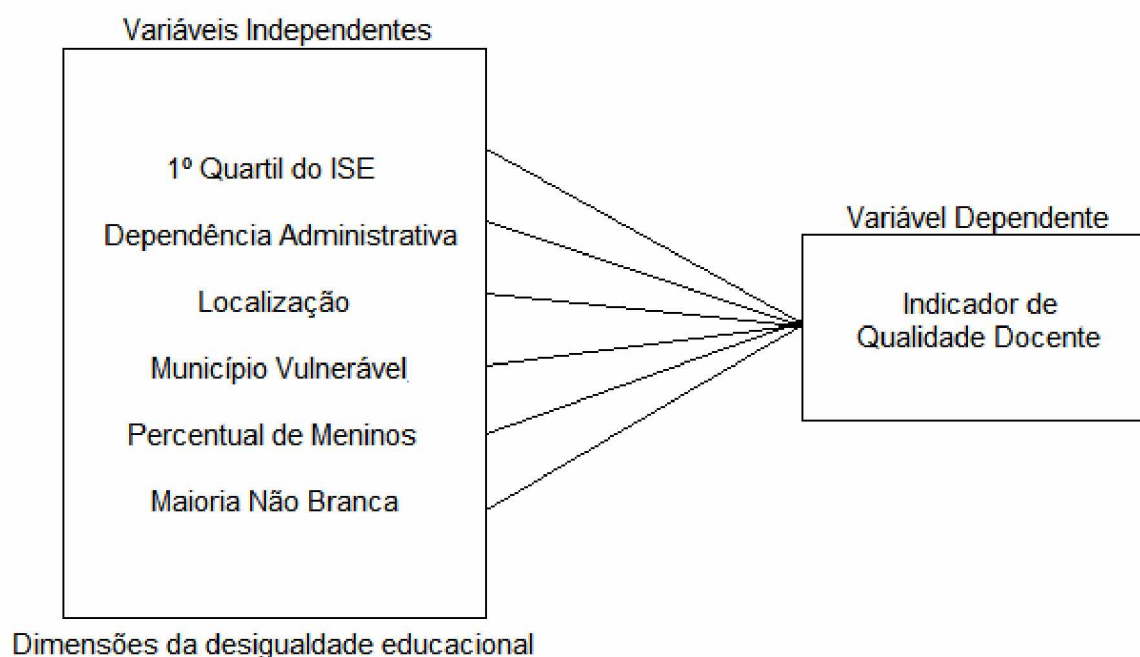 Variáveis Independentes
1º Quartil do ISE
Dependência Administrativa
Localização
Município Vulnerável
Percentual de Meninos
Maioria Não Branca
Dimensões da desigualdade educacional
Variável Dependente
Indicador de
Qualidade Docente